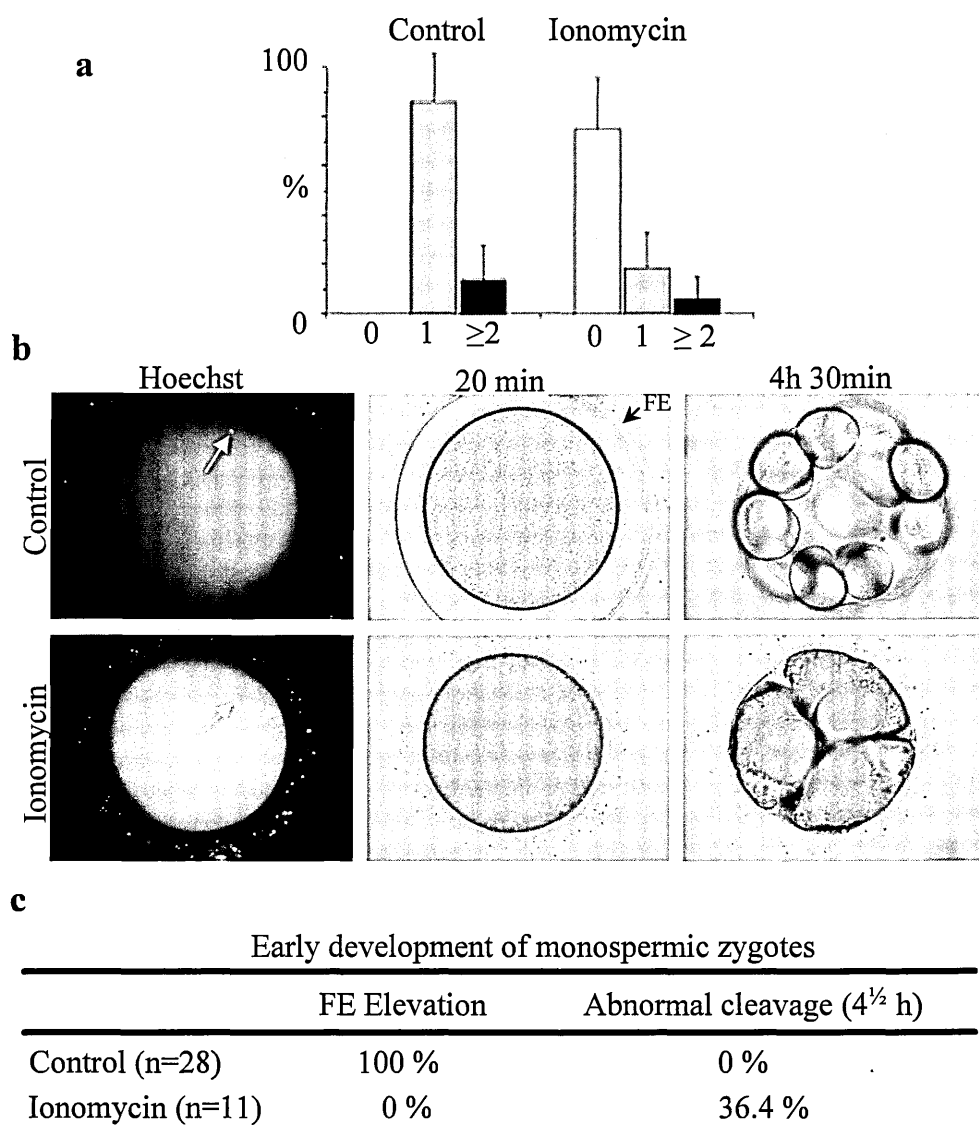 a
Control Ionomycin
100
%
0
0 1 ≥2 0 1 ≥ 2
b
Hoechst 20 min 4h 30min
Control
FE
Ionomycin
c
Early development of monospermic zygotes
FE Elevation Abnormal cleavage (4½ h)
Control (n=28) 100 % 0 %
Ionomycin (n=11) 0 % 36.4 %